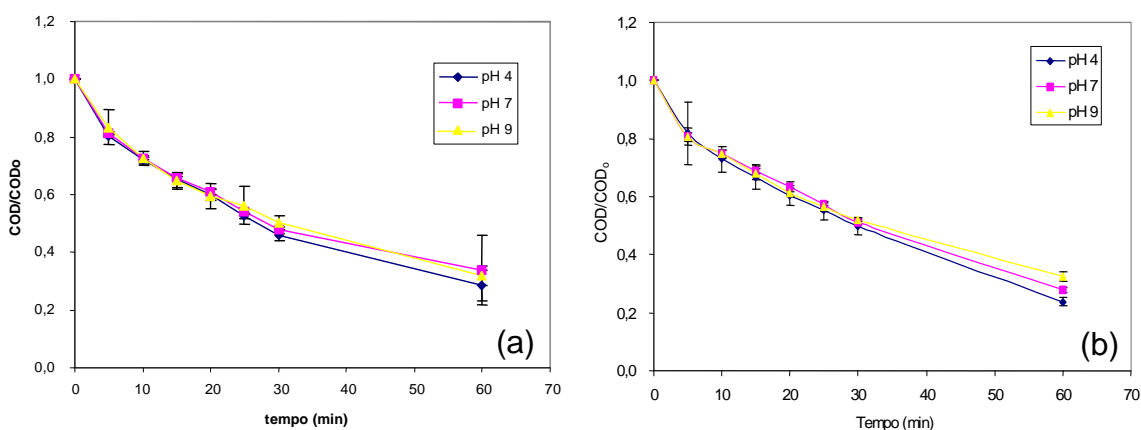 1,2
1,0
0,8
0,6
0,4
0,2
0,0
COD/CODo
pH 4
pH 7
pH 9
(a)
0 10 20 30 40 50 60 70
tempo (min)
1,2
1,0
0,8
0,6
0,4
0,2
0,0
COD/COD₀
pH 4
pH 7
pH 9
(b)
0 10 20 30 40 50 60 70
Tempo (min)